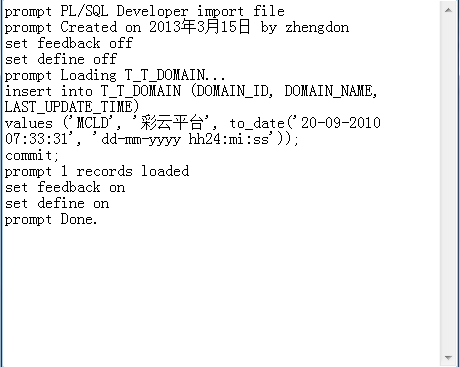 prompt PL/SQL Developer import file
prompt Created on 2013年3月15日 by zhengdon
set feedback off
set define off
prompt Loading T_T_DOMAIN...
insert into T_T_DOMAIN (DOMAIN_ID, DOMAIN_NAME,
LAST_UPDATE_TIME)
values ('MCLD', '彩云平台', to_date('20-09-2010
07:33:31', 'dd-mm-yyyy hh24:mi:ss'));
commit;
prompt 1 records loaded
set feedback on
set define on
prompt Done.